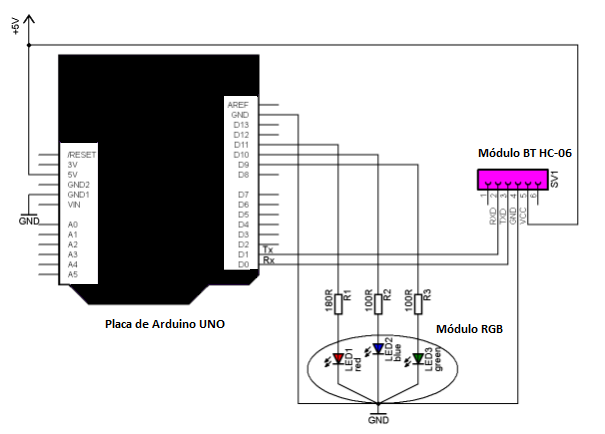 +5V
AREF
GND
D13
D12
D11
D10
D9
D8
D7
D6
D5
D4
D3
D2
D1
D0
Tx
Rx
/RESET
3V
5V
GND2
GND1
VIN
A0
A1
A2
A3
A4
A5
GND
Placa de Arduino UNO
Módulo BT HC-06
SV1
1
2
3
4
5
6
RXD
TXD
GND
VCC
180R
R1
100R
R2
100R
R3
Módulo RGB
LED1
red
LED2
blue
LED3
green
GND